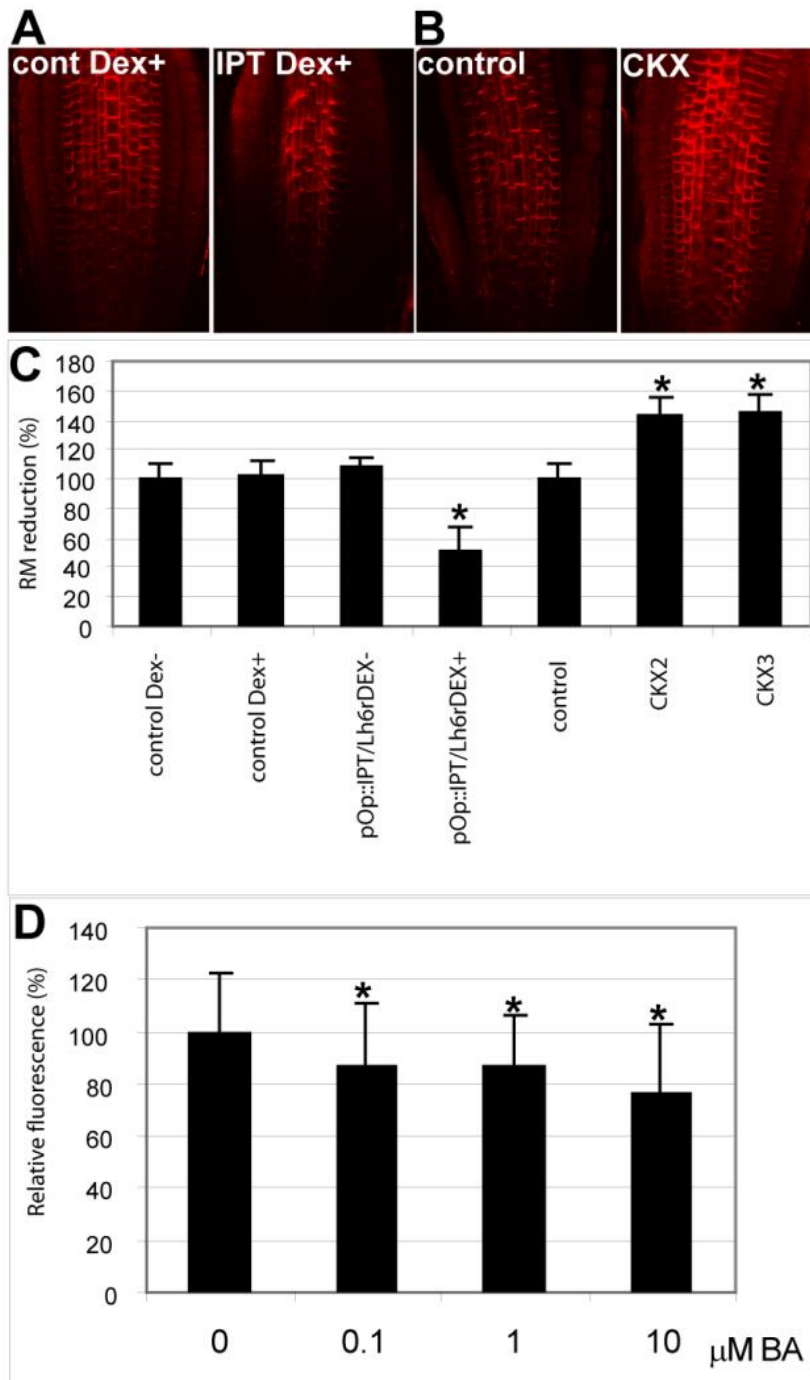 A
B
cont Dex+
IPT Dex+
control
CKX
C
RM reduction (%)
180
160
140
120
100
80
60
40
20
0
*
*
*
control Dex-
control Dex+
pOp::IPT/Lh6rDEX-
pOp::IPT/Lh6rDEX+
control
CKX2
CKX3
D
Relative fluorescence (%)
140
120
100
80
60
40
20
0
*
*
*
0 0.1 1 10 μM BA